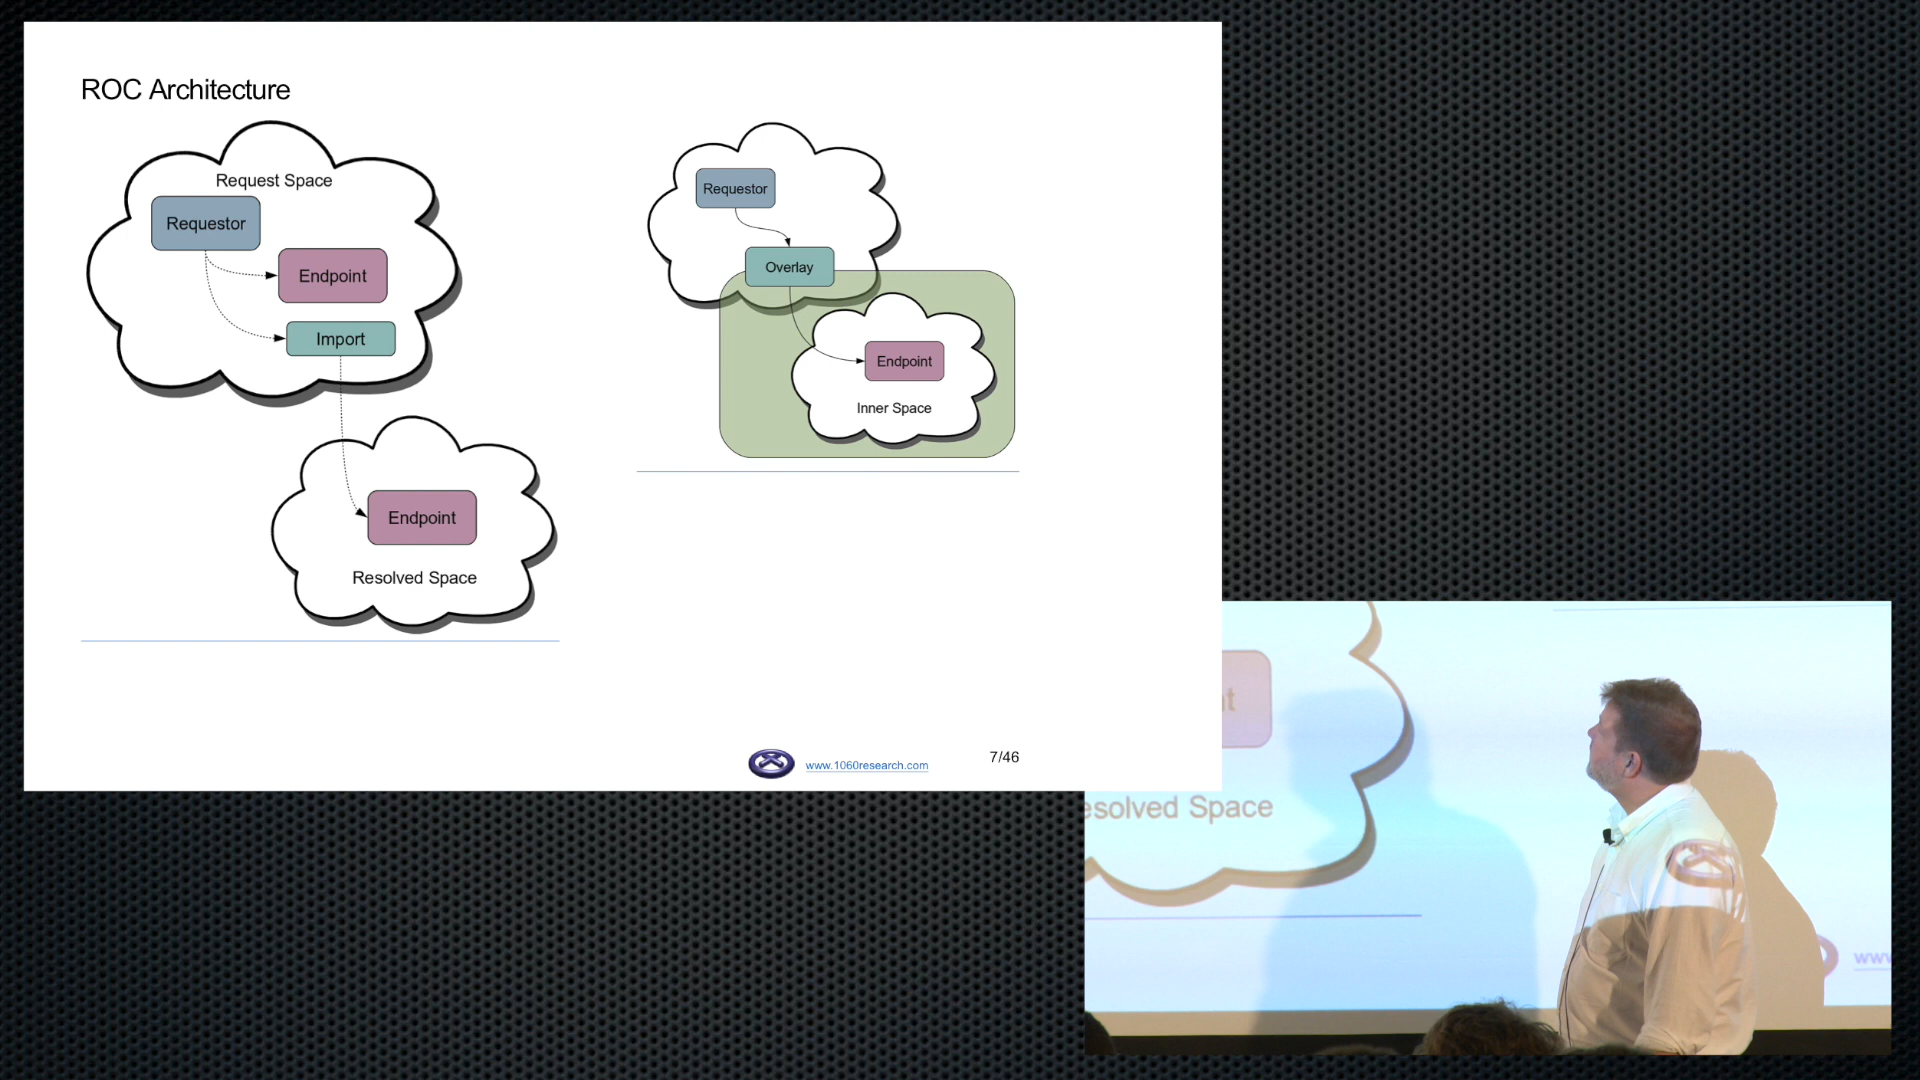 ROC Architecture
Request Space
Requestor
Endpoint
Import
Endpoint
Resolved Space
Requestor
Overlay
Endpoint
Inner Space
www.1060research.com
7/46
t
esolved Space
www